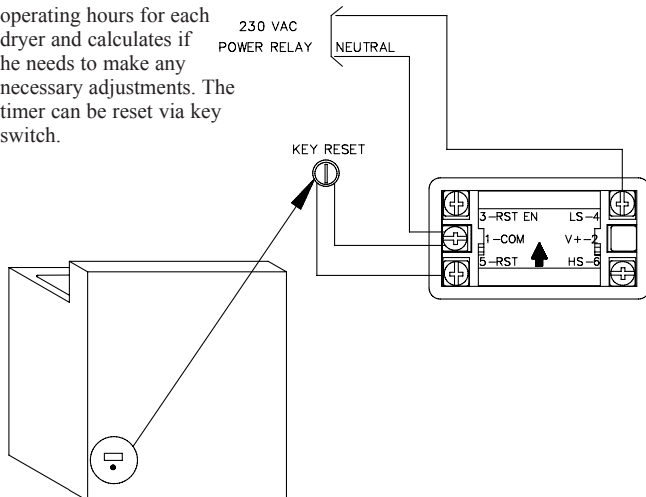 operating hours for each
dryer and calculates if
he needs to make any
necessary adjustments. The
timer can be reset via key
switch.
230 VAC
POWER RELAY
NEUTRAL
KEY RESET
3-RST EN LS-4
1-COM V+-2
5-RST HS-6